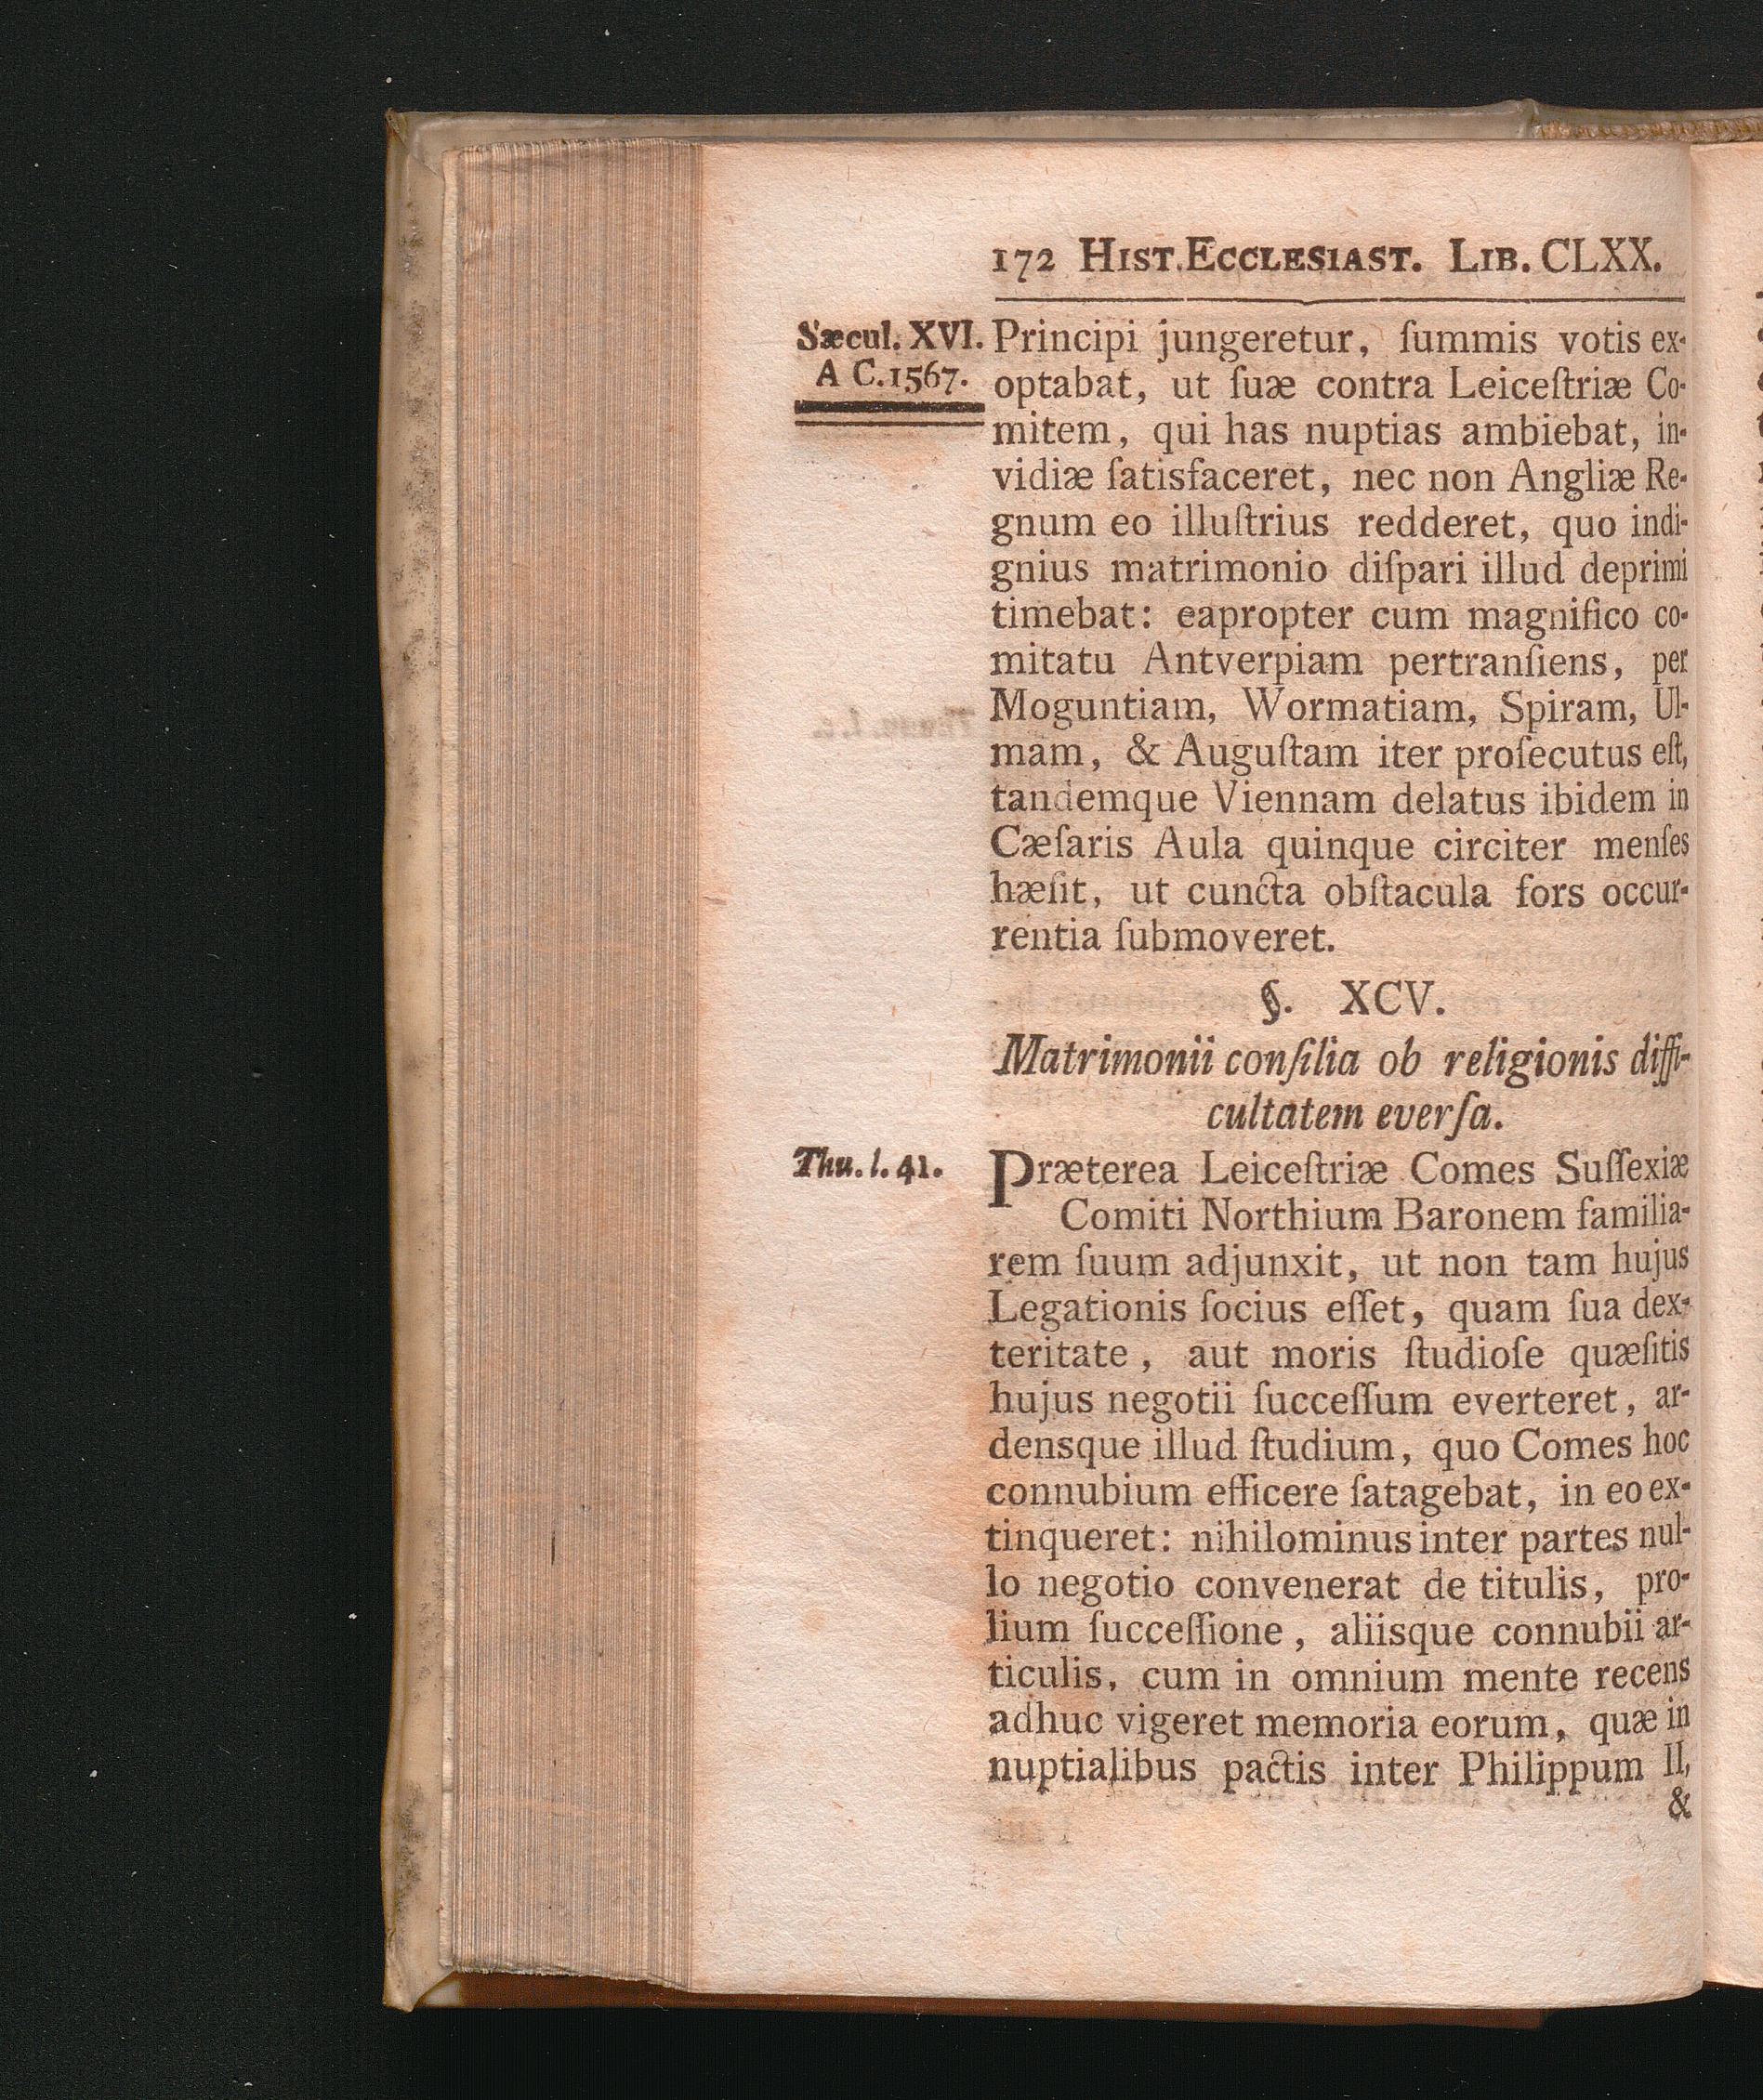 172 HIST. ECCLESIAST. LIB. CLXX.
Sæcul. XVI.
A C. 1567.
Principi jungeretur, ſummis votis ex-
optabat, ut ſuæ contra Leiceſtriæ Co-
mitem, qui has nuptias ambiebat, in-
vidiæ ſatisfaceret, nec non Angliæ Re-
gnum eo illuſtrius redderet, quo indi-
gnius matrimonio diſpari illud deprimi
timebat: eapropter cum magnifico co-
mitatu Antverpiam pertranſiens, per
Moguntiam, Wormatiam, Spiram, Ul-
mam, & Auguſtam iter proſecutus eſt,
tandemque Viennam delatus ibidem in
Cæſaris Aula quinque circiter menſes
hæſit, ut cuncta obſtacula fors occur-
rentia ſubmoveret.
§. XCV.
Matrimonii conſilia ob religionis diffi-
cultatem everſa.
Thu. l. 41.
Præterea Leiceſtriæ Comes Suſſexiæ
Comiti Northium Baronem familia-
rem ſuum adjunxit, ut non tam hujus
Legationis ſocius eſſet, quam ſua dex-
teritate, aut moris ſtudioſe quæſitis
hujus negotii ſucceſſum everteret, ar-
densque illud ſtudium, quo Comes hoc
connubium efficere ſatagebat, in eo ex-
tinqueret: nihilominus inter partes nul-
lo negotio convenerat de titulis, pro-
lium ſucceſſione, aliisque connubii ar-
ticulis, cum in omnium mente recens
adhuc vigeret memoria eorum, quæ in
nuptialibus pactis inter Philippum II,
&